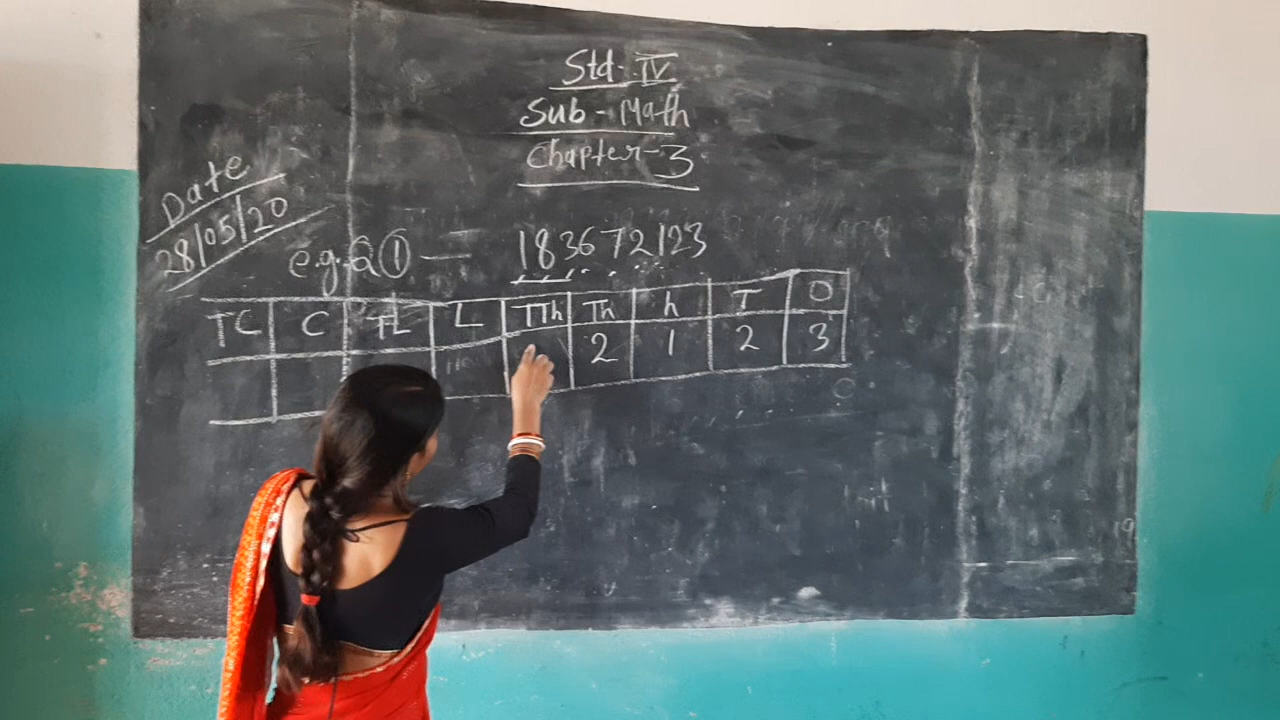 Std - IV
Sub - Math
Chapter - 3
Date
28/05/20
e.g. Q ① — 183672123
TC C TL L TTh Th h T O
2 1 2 3